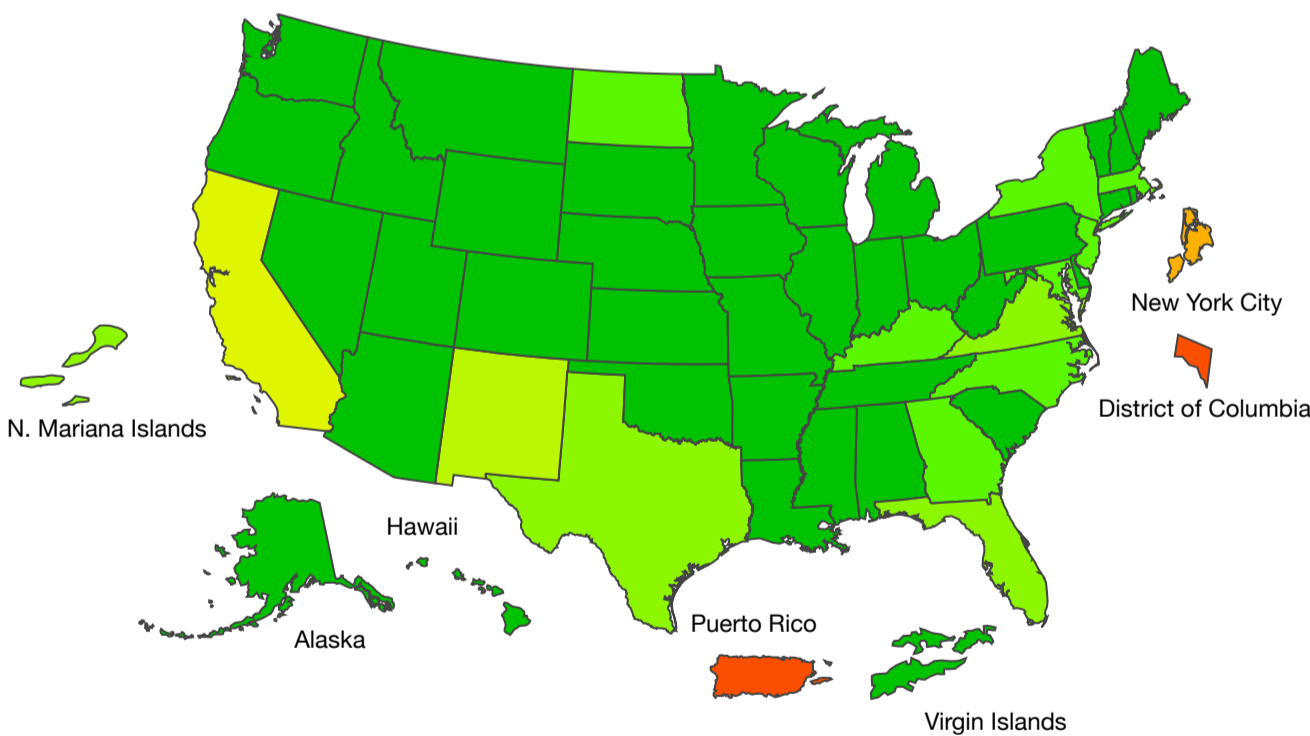 New York City
District of Columbia
N. Mariana Islands
Hawaii
Alaska
Puerto Rico
Virgin Islands